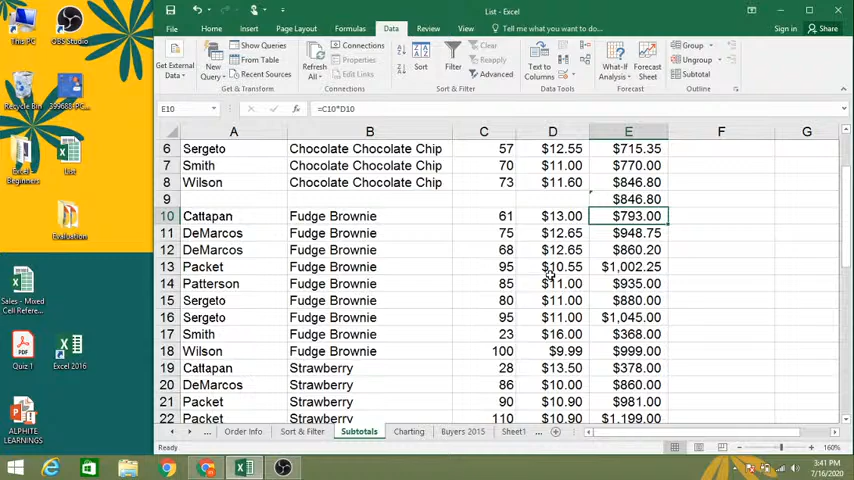 List - Excel
File Home Insert Page Layout Formulas Data Review View Tell me what you want to do... Sign in Share
Get External Data New Query Show Queries From Table Recent Sources Refresh All Connections Properties Edit Links Sort Filter Clear Reapply Advanced Text to Columns What-If Analysis Forecast Sheet Group Ungroup Subtotal
Get & Transform Connections Sort & Filter Data Tools Forecast Outline
E10 =C10*D10
A B C D E F G
6 Sergeto Chocolate Chocolate Chip 57 $12.55 $715.35
7 Smith Chocolate Chocolate Chip 70 $11.00 $770.00
8 Wilson Chocolate Chocolate Chip 73 $11.60 $846.80
9 $846.80
10 Cattapan Fudge Brownie 61 $13.00 $793.00
11 DeMarcos Fudge Brownie 75 $12.65 $948.75
12 DeMarcos Fudge Brownie 68 $12.65 $860.20
13 Packet Fudge Brownie 95 $10.55 $1,002.25
14 Patterson Fudge Brownie 85 $11.00 $935.00
15 Sergeto Fudge Brownie 80 $11.00 $880.00
16 Sergeto Fudge Brownie 95 $11.00 $1,045.00
17 Smith Fudge Brownie 23 $16.00 $368.00
18 Wilson Fudge Brownie 100 $9.99 $999.00
19 Cattapan Strawberry 28 $13.50 $378.00
20 DeMarcos Strawberry 86 $10.00 $860.00
21 Packet Strawberry 90 $10.90 $981.00
22 Packet Strawberry 110 $10.90 $1,199.00
... Order Info Sort & Filter Subtotals Charting Buyers 2015 Sheet1 ...
Ready 160%
This PC OBS Studio
Recycle Bin 399688-PC...
Excel Beginners List
Evaluation
Sales - Mixed Cell Refere...
Quiz 1 Excel 2016
ALPHITE LEARNINGS
3:41 PM
7/16/2020